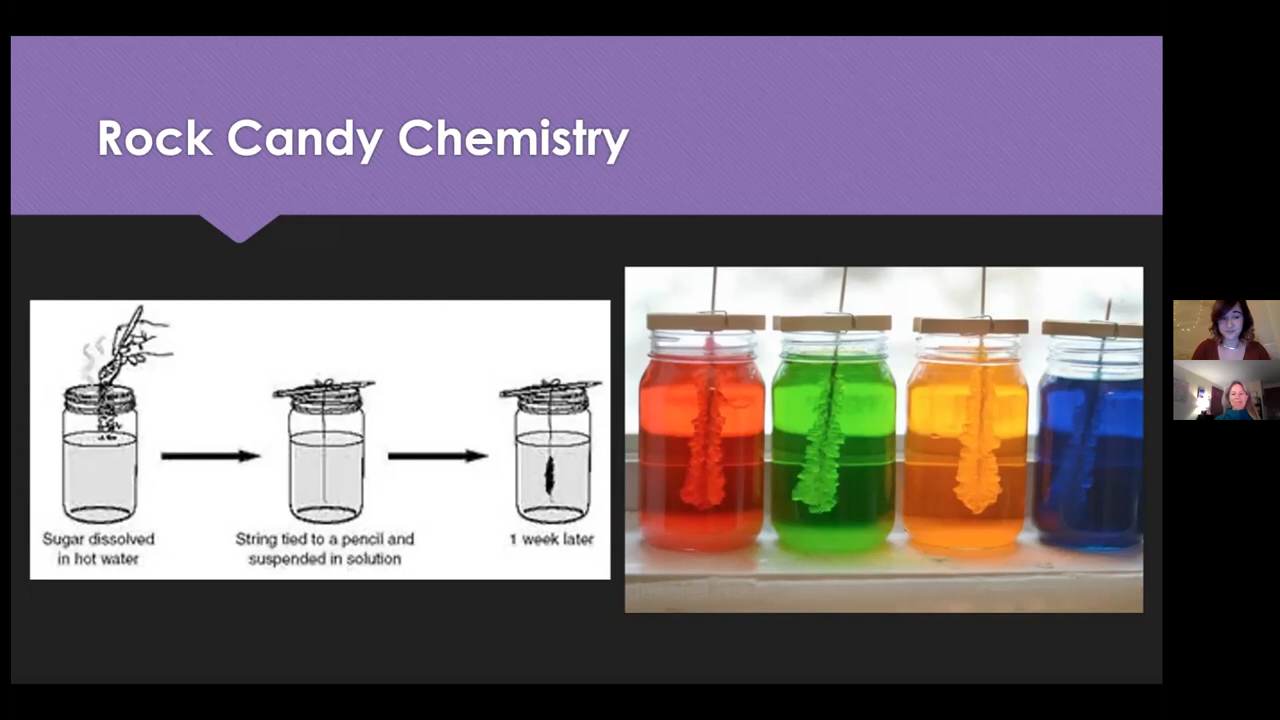 Rock Candy Chemistry
Sugar dissolved
in hot water
String tied to a pencil and
suspended in solution
1 week later